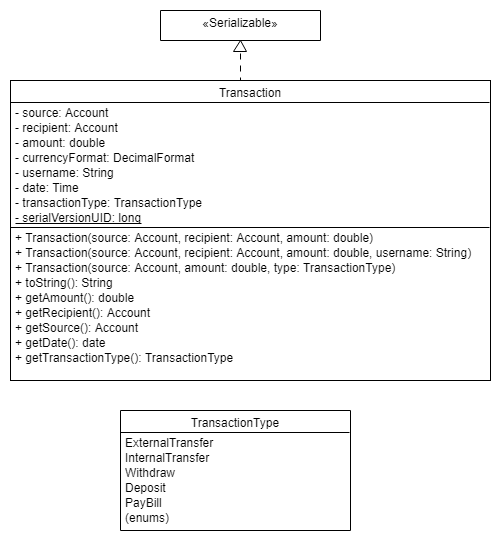 «Serializable»
Transaction
- source: Account
- recipient: Account
- amount: double
- currencyFormat: DecimalFormat
- username: String
- date: Time
- transactionType: TransactionType
- serialVersionUID: long
+ Transaction(source: Account, recipient: Account, amount: double)
+ Transaction(source: Account, recipient: Account, amount: double, username: String)
+ Transaction(source: Account, amount: double, type: TransactionType)
+ toString(): String
+ getAmount(): double
+ getRecipient(): Account
+ getSource(): Account
+ getDate(): date
+ getTransactionType(): TransactionType
TransactionType
ExternalTransfer
InternalTransfer
Withdraw
Deposit
PayBill
(enums)